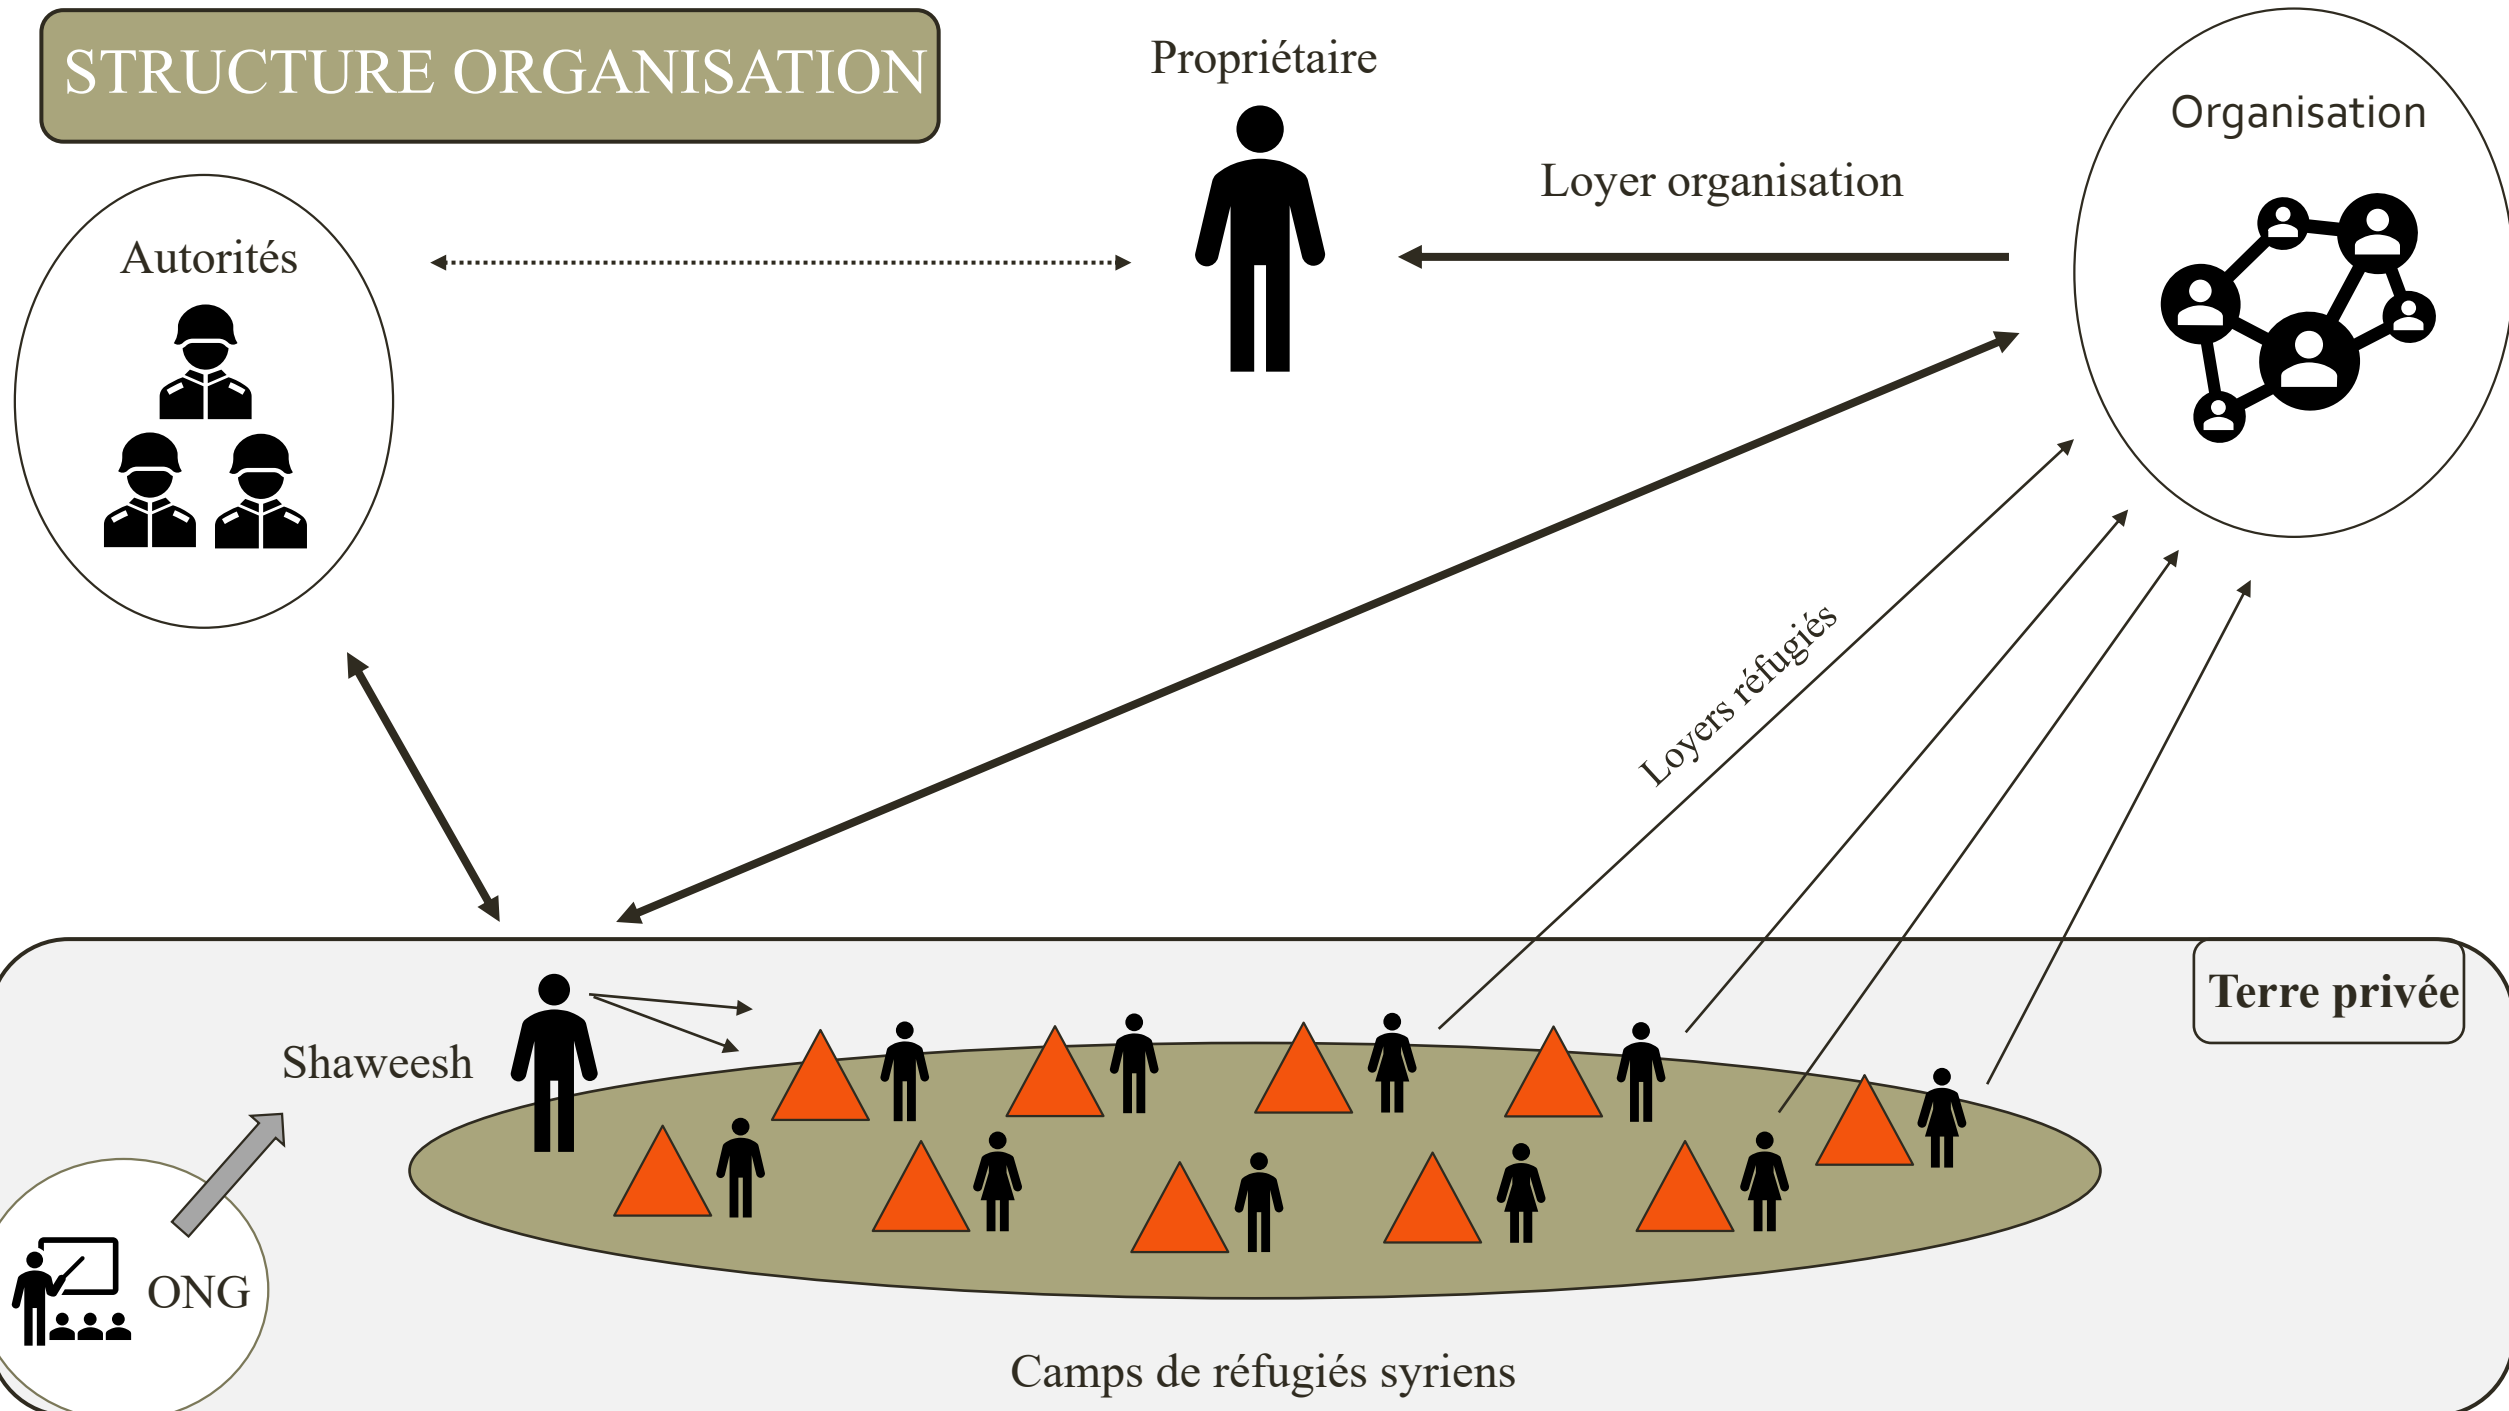 STRUCTURE ORGANISATION
Propriétaire
Organisation
Loyer organisation
Autorités
Loyers réfugiés
Terre privée
Shaweesh
ONG
Camps de réfugiés syriens